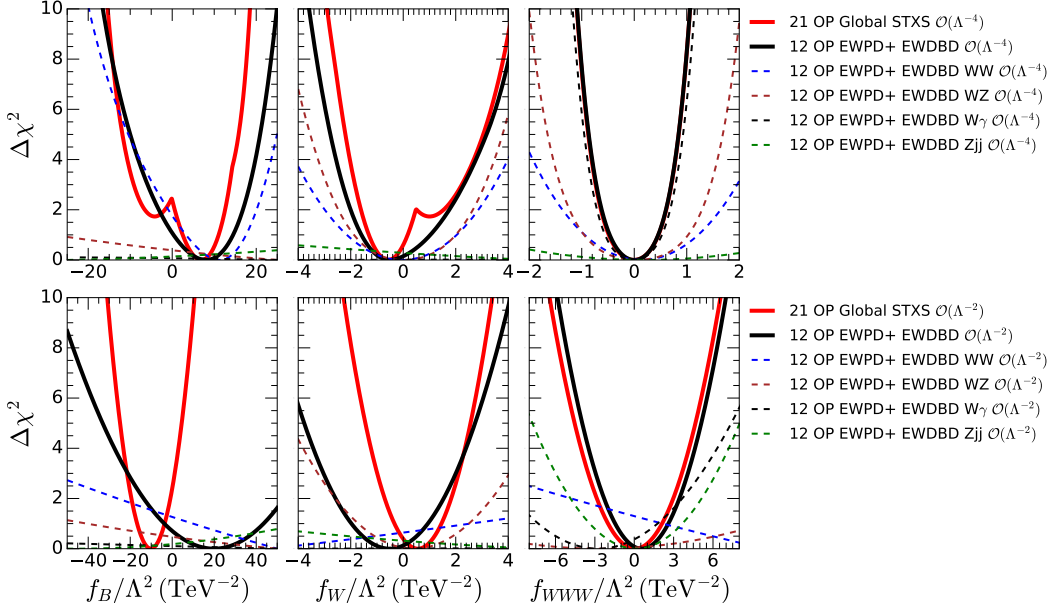 10
8
6
4
2
0
Δχ²
−20 0 20
−4 −2 0 2 4
−2 −1 0 1 2
21 OP Global STXS 𝒪(Λ⁻⁴)
12 OP EWPD+ EWDBD 𝒪(Λ⁻⁴)
12 OP EWPD+ EWDBD WW 𝒪(Λ⁻⁴)
12 OP EWPD+ EWDBD WZ 𝒪(Λ⁻⁴)
12 OP EWPD+ EWDBD Wγ 𝒪(Λ⁻⁴)
12 OP EWPD+ EWDBD Zjj 𝒪(Λ⁻⁴)
10
8
6
4
2
0
Δχ²
−40 0 40
−4 −2 0 2 4
−6 −3 0 3 6
f_B/Λ² (TeV⁻²)
f_W/Λ² (TeV⁻²)
f_WWW/Λ² (TeV⁻²)
21 OP Global STXS 𝒪(Λ⁻²)
12 OP EWPD+ EWDBD 𝒪(Λ⁻²)
12 OP EWPD+ EWDBD WW 𝒪(Λ⁻²)
12 OP EWPD+ EWDBD WZ 𝒪(Λ⁻²)
12 OP EWPD+ EWDBD Wγ 𝒪(Λ⁻²)
12 OP EWPD+ EWDBD Zjj 𝒪(Λ⁻²)